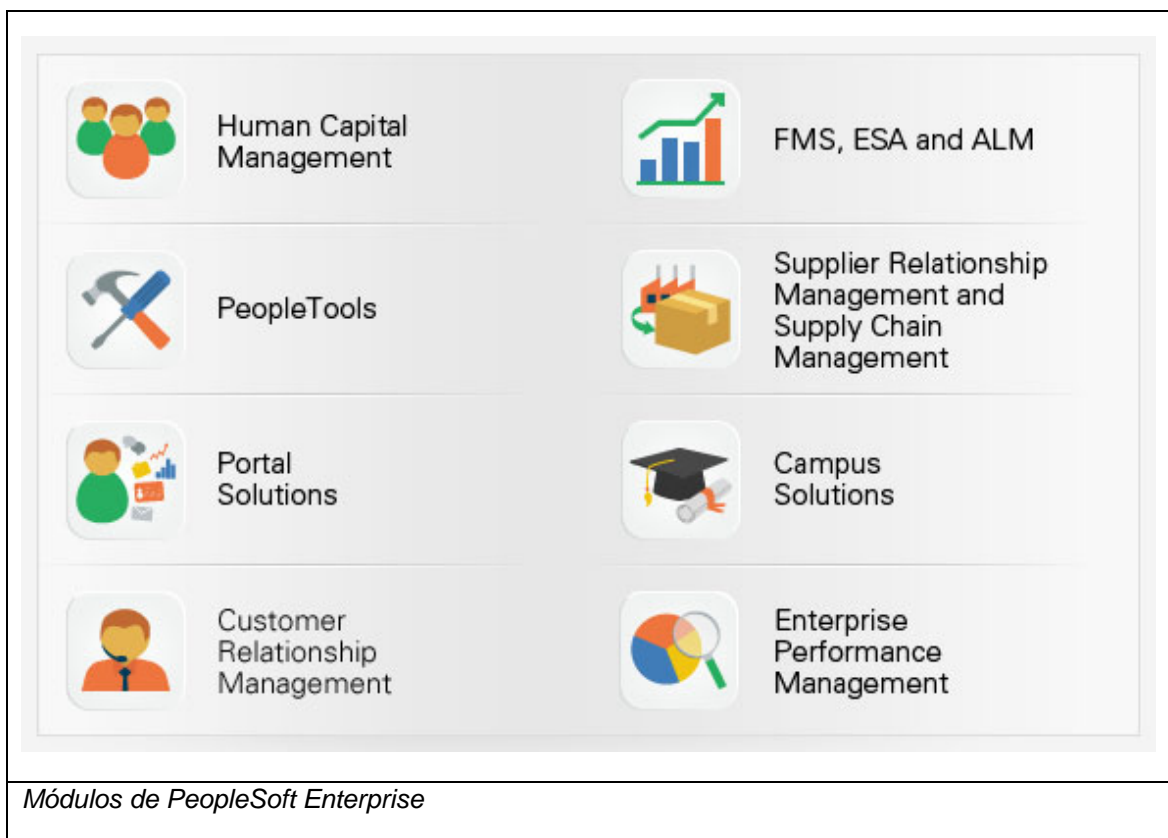 Human Capital
Management
FMS, ESA and ALM
PeopleTools
Supplier Relationship
Management and
Supply Chain
Management
Portal
Solutions
Campus
Solutions
Customer
Relationship
Management
Enterprise
Performance
Management
Módulos de PeopleSoft Enterprise